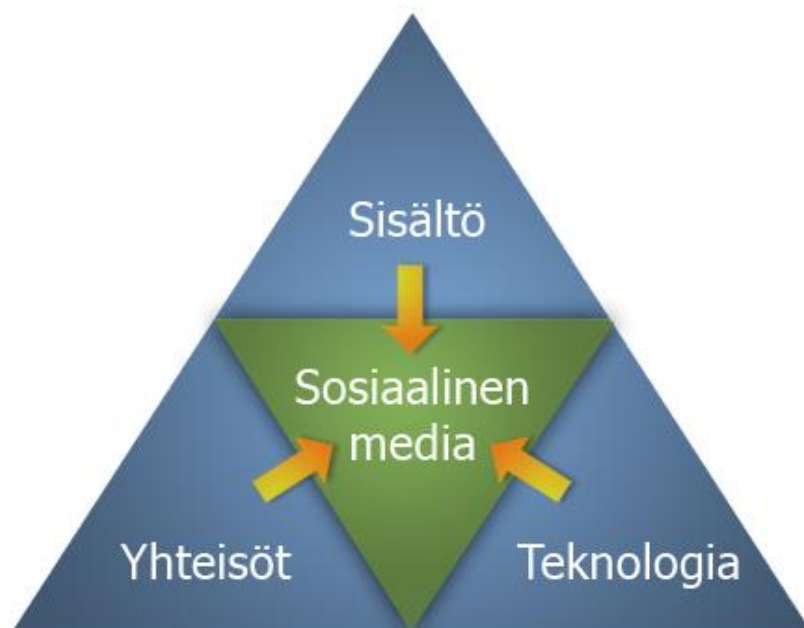 Sisältö
Sosiaalinen
media
Yhteisöt
Teknologia